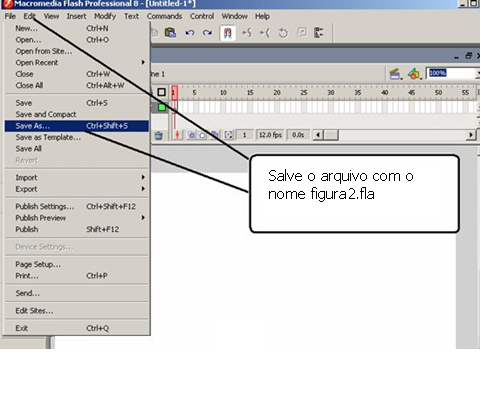 Macromedia Flash Professional 8 - [Untitled-1*]
File Edit View Insert Modify Text Commands Control Window Help
New... Ctrl+N
Open... Ctrl+O
Open from Site...
Open Recent
Close Ctrl+W
Close All Ctrl+Alt+W
Save Ctrl+S
Save and Compact
Save As... Ctrl+Shift+S
Save as Template...
Save All
Revert
Import
Export
Publish Settings... Ctrl+Shift+F12
Publish Preview
Publish Shift+F12
Device Settings...
Page Setup...
Print... Ctrl+P
Send...
Edit Sites...
Exit Ctrl+Q
ne 1
100%
1 5 10 15 20 25 30 35 40 45 50 55
1 12.0 fps 0.0s
Salve o arquivo com o
nome figura2.fla